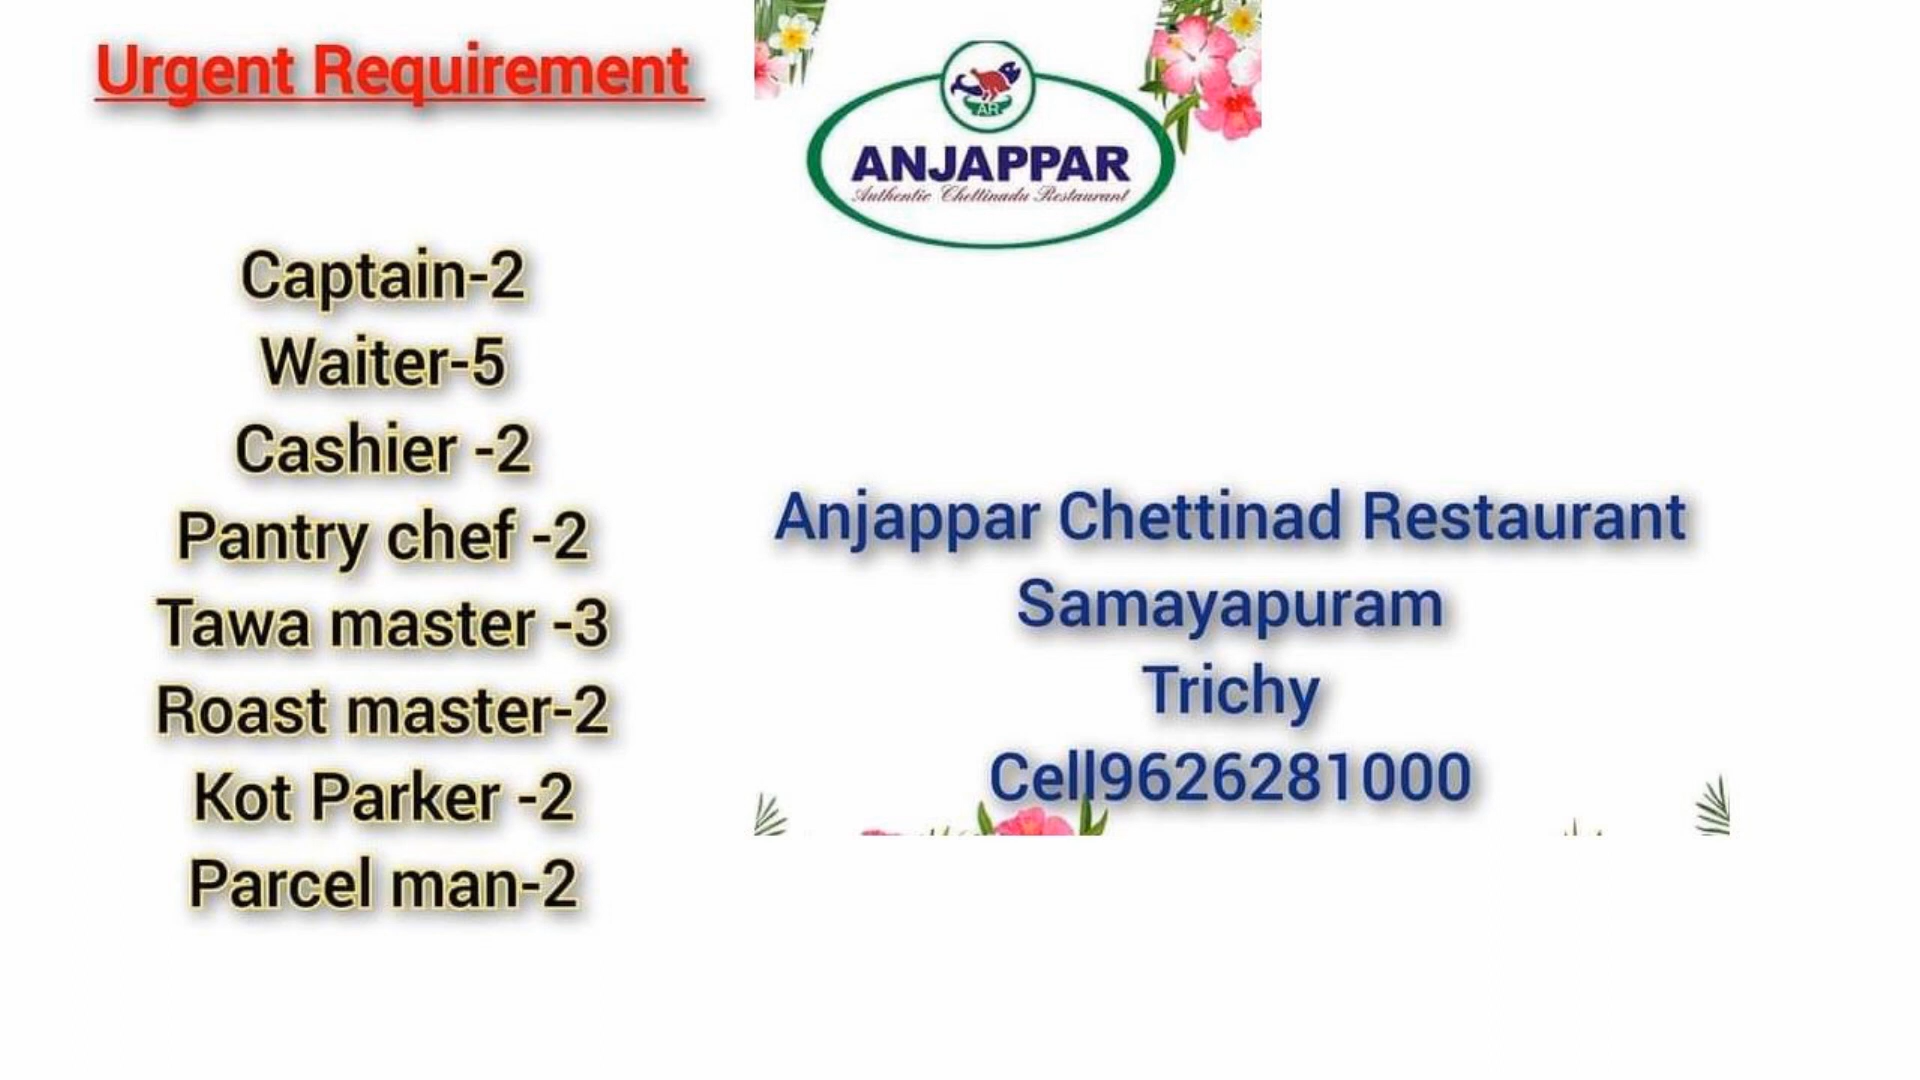 Urgent Requirement
Captain-2
Waiter-5
Cashier -2
Pantry chef -2
Tawa master -3
Roast master-2
Kot Parker -2
Parcel man-2
AR
ANJAPPAR
Authentic Chettinadu Restaurant
Anjappar Chettinad Restaurant
Samayapuram
Trichy
Cell9626281000